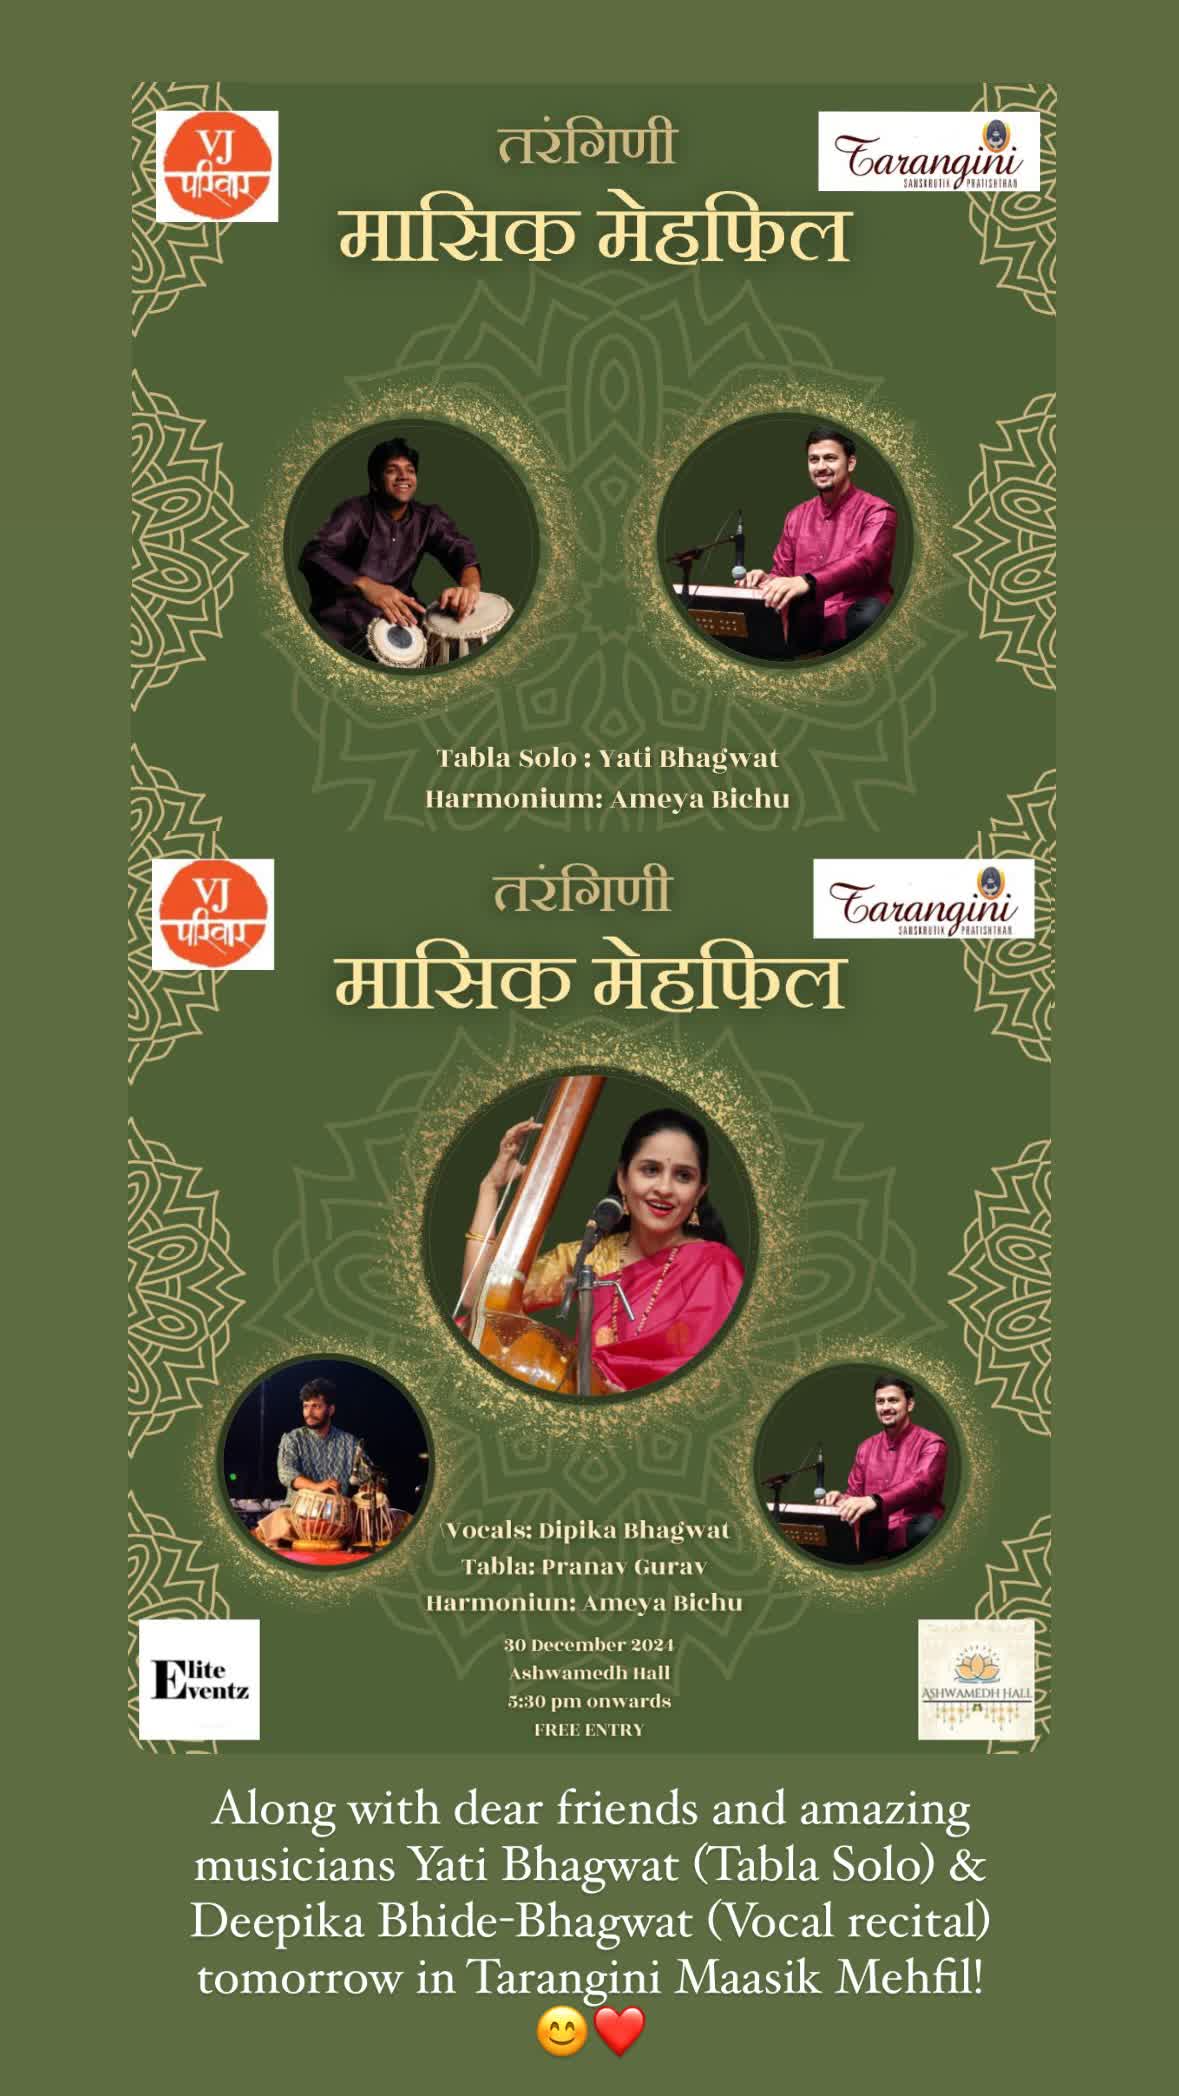 VJ
परिवार
तरंगिणी
Tarangini
SANSKRUTIK PRATISHTHAN
मासिक मेहफिल
Tabla Solo : Yati Bhagwat
Harmonium: Ameya Bichu
VJ
परिवार
तरंगिणी
Tarangini
SANSKRUTIK PRATISHTHAN
मासिक मेहफिल
Vocals: Dipika Bhagwat
Tabla: Pranav Gurav
Harmoniun: Ameya Bichu
30 December 2024
Ashwamedh Hall
5:30 pm onwards
FREE ENTRY
Elite
Eventz
ASHWAMEDH HALL
Along with dear friends and amazing
musicians Yati Bhagwat (Tabla Solo) &
Deepika Bhide-Bhagwat (Vocal recital)
tomorrow in Tarangini Maasik Mehfil!
😊❤️